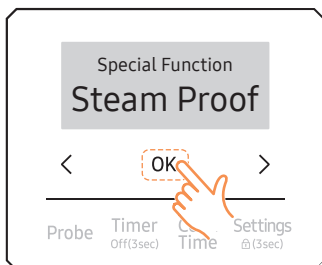 Special Function
Steam Proof
< OK >
Probe Timer Settings
Off(3sec) Time (3sec)